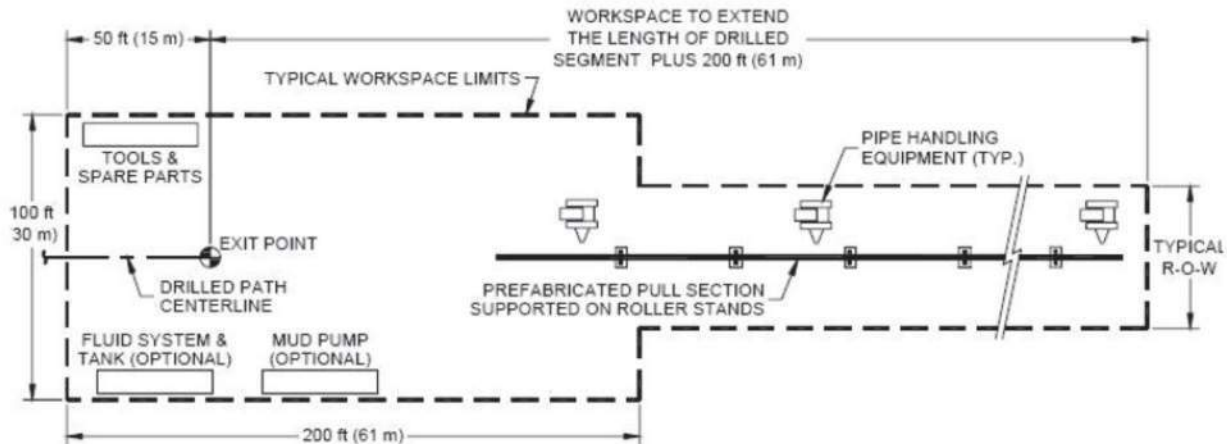 50 ft (15 m)
WORKSPACE TO EXTEND
THE LENGTH OF DRILLED
SEGMENT PLUS 200 ft (61 m)
TYPICAL WORKSPACE LIMITS
TOOLS &
SPARE PARTS
PIPE HANDLING
EQUIPMENT (TYP.)
100 ft
30 m)
EXIT POINT
TYPICAL
R-O-W
DRILLED PATH
CENTERLINE
PREFABRICATED PULL SECTION
SUPPORTED ON ROLLER STANDS
FLUID SYSTEM &
TANK (OPTIONAL)
MUD PUMP
(OPTIONAL)
200 ft (61 m)